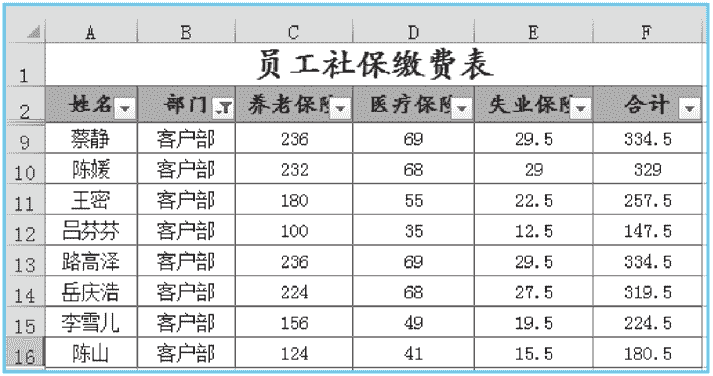 A B C D E F
1 员工社保缴费表
2 姓名 部门 养老保险 医疗保险 失业保险 合计
9 蔡静 客户部 236 69 29.5 334.5
10 陈媛 客户部 232 68 29 329
11 王密 客户部 180 55 22.5 257.5
12 吕芬芬 客户部 100 35 12.5 147.5
13 路高泽 客户部 236 69 29.5 334.5
14 岳庆浩 客户部 224 68 27.5 319.5
15 李雪儿 客户部 156 49 19.5 224.5
16 陈山 客户部 124 41 15.5 180.5